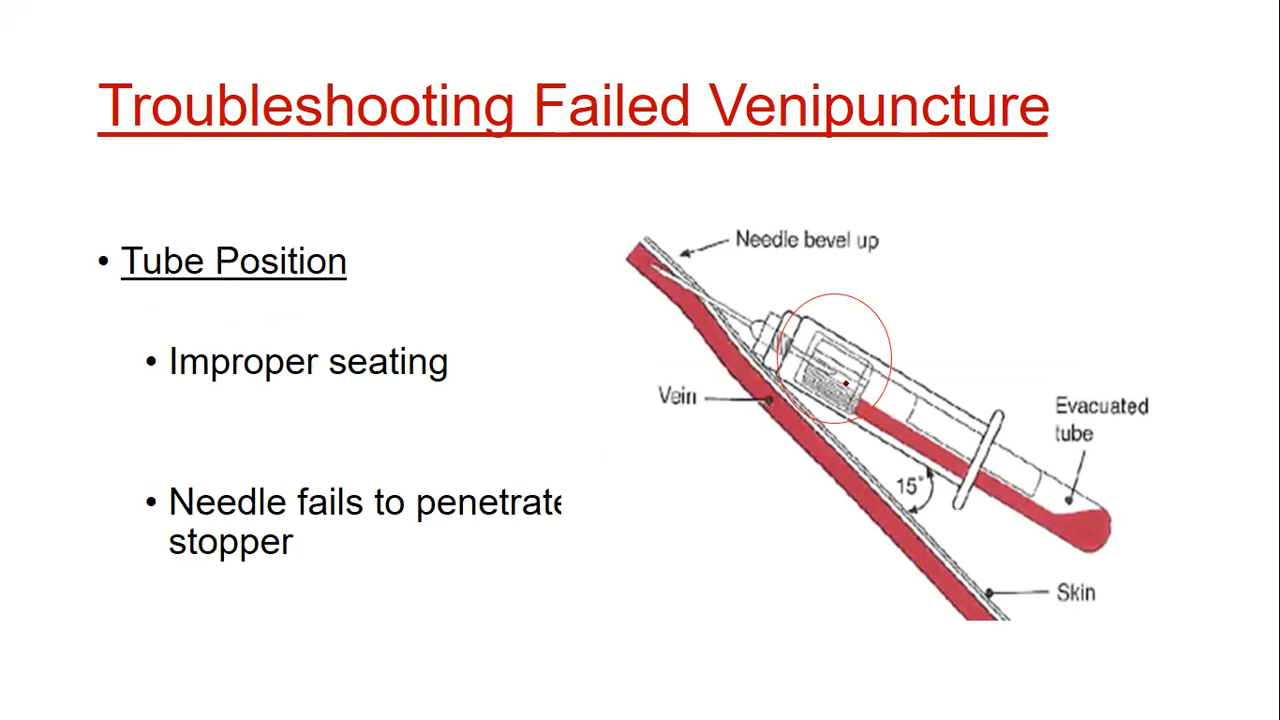 Troubleshooting Failed Venipuncture
• Tube Position
• Improper seating
• Needle fails to penetrate
stopper
Needle bevel up
Vein
Evacuated
tube
15°
Skin